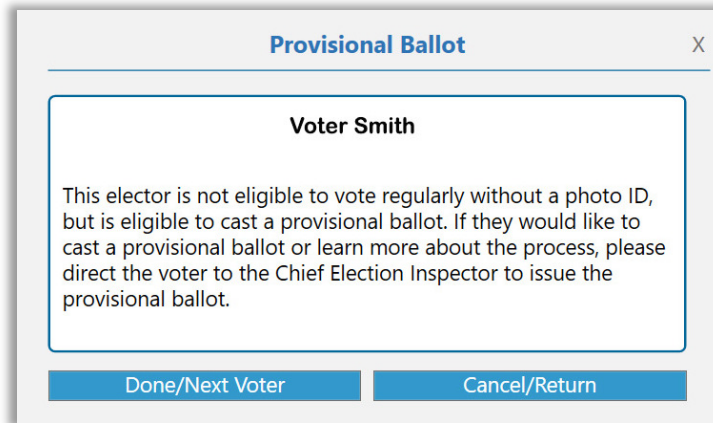 Provisional Ballot
X
Voter Smith
This elector is not eligible to vote regularly without a photo ID,
but is eligible to cast a provisional ballot. If they would like to
cast a provisional ballot or learn more about the process, please
direct the voter to the Chief Election Inspector to issue the
provisional ballot.
Done/Next Voter
Cancel/Return